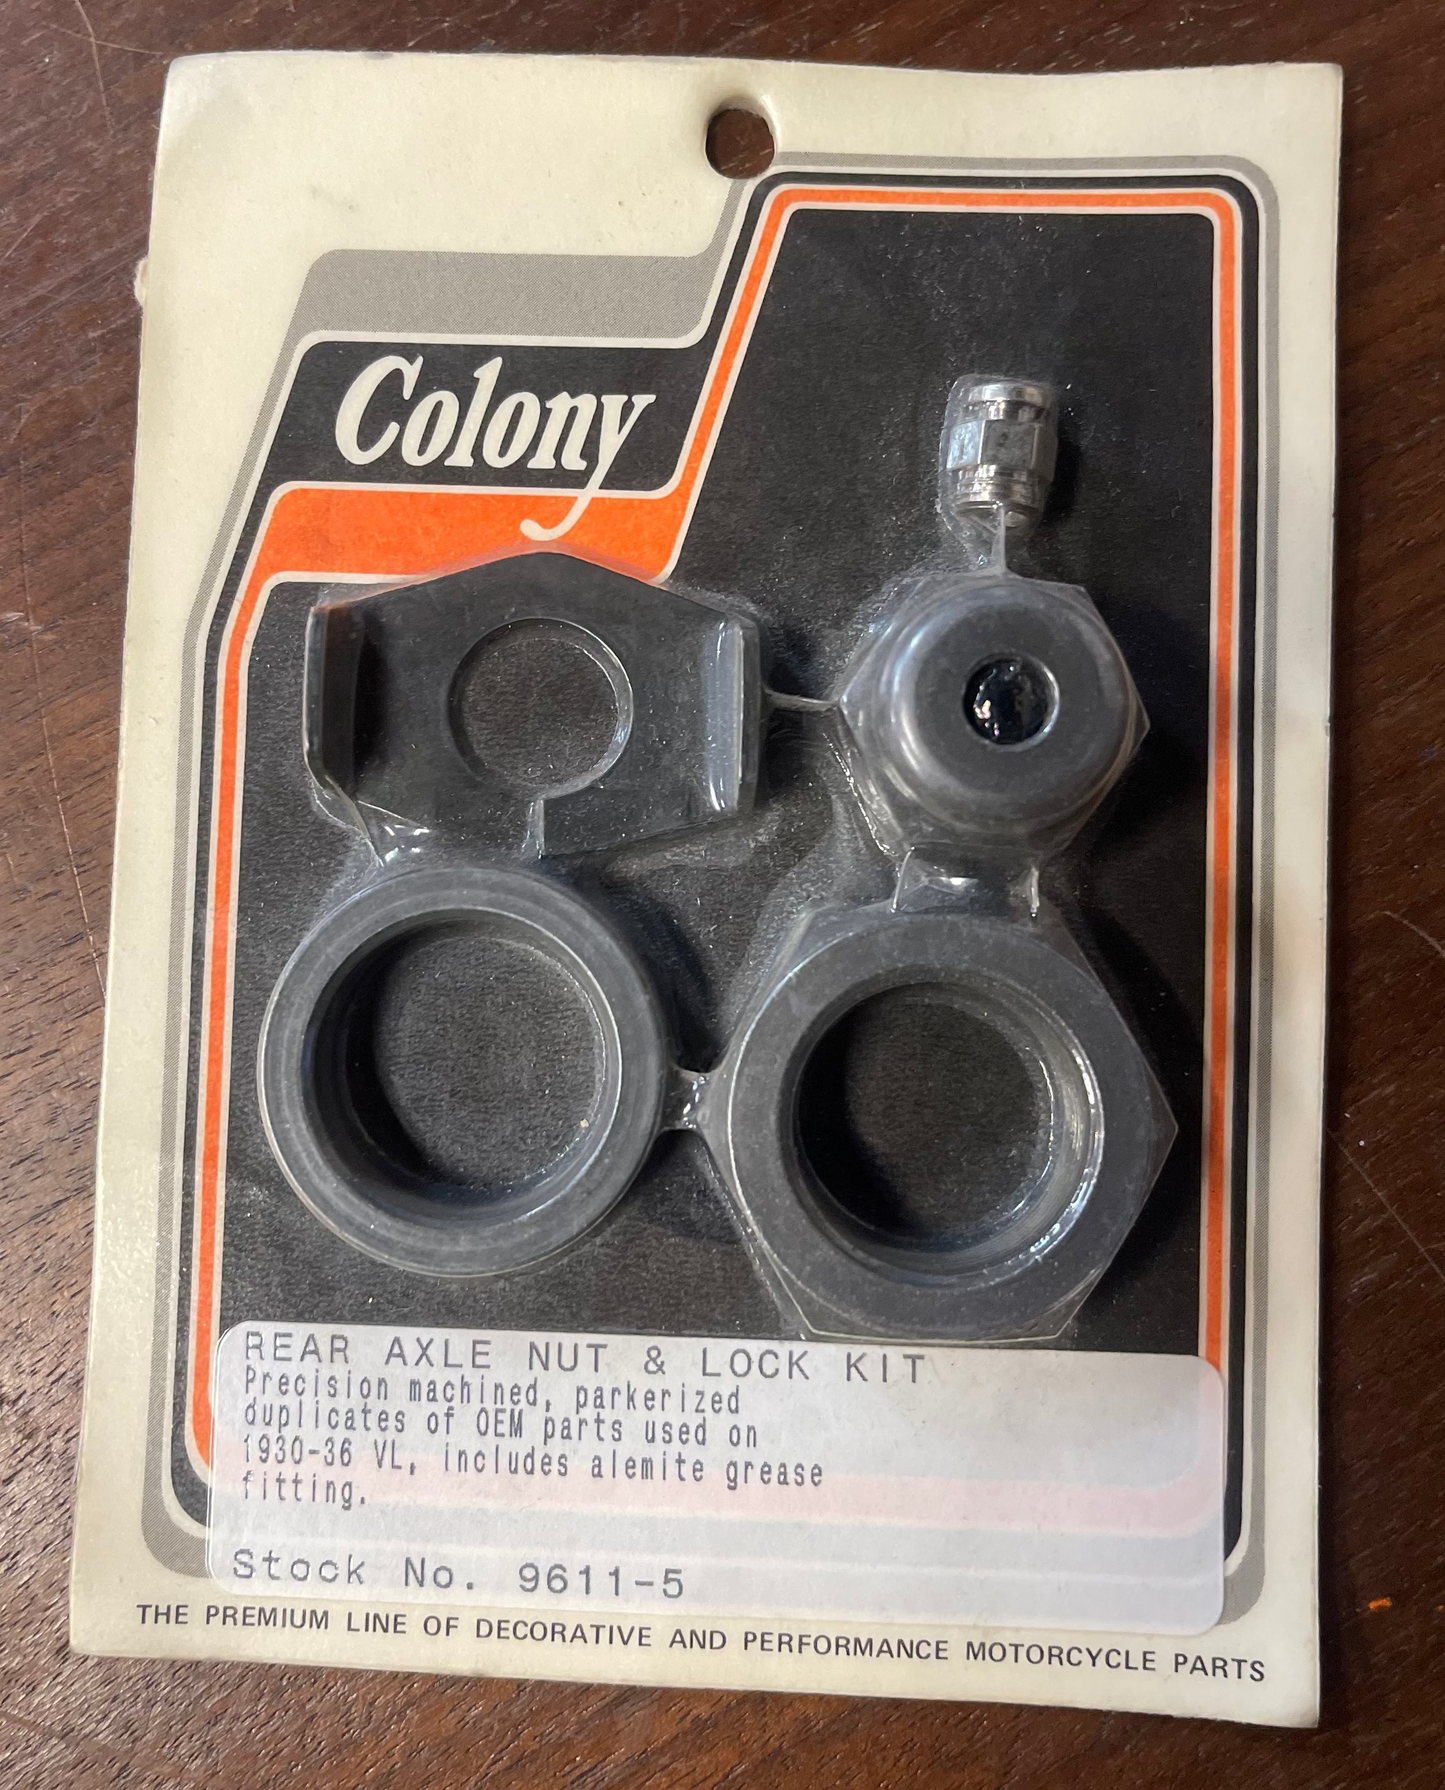 Colony
REAR AXLE NUT & LOCK KIT
Precision machined, parkerized
duplicates of OEM parts used on
1930-36 VL, includes alemite grease
fitting.
Stock No. 9611-5
THE PREMIUM LINE OF DECORATIVE AND PERFORMANCE MOTORCYCLE PARTS